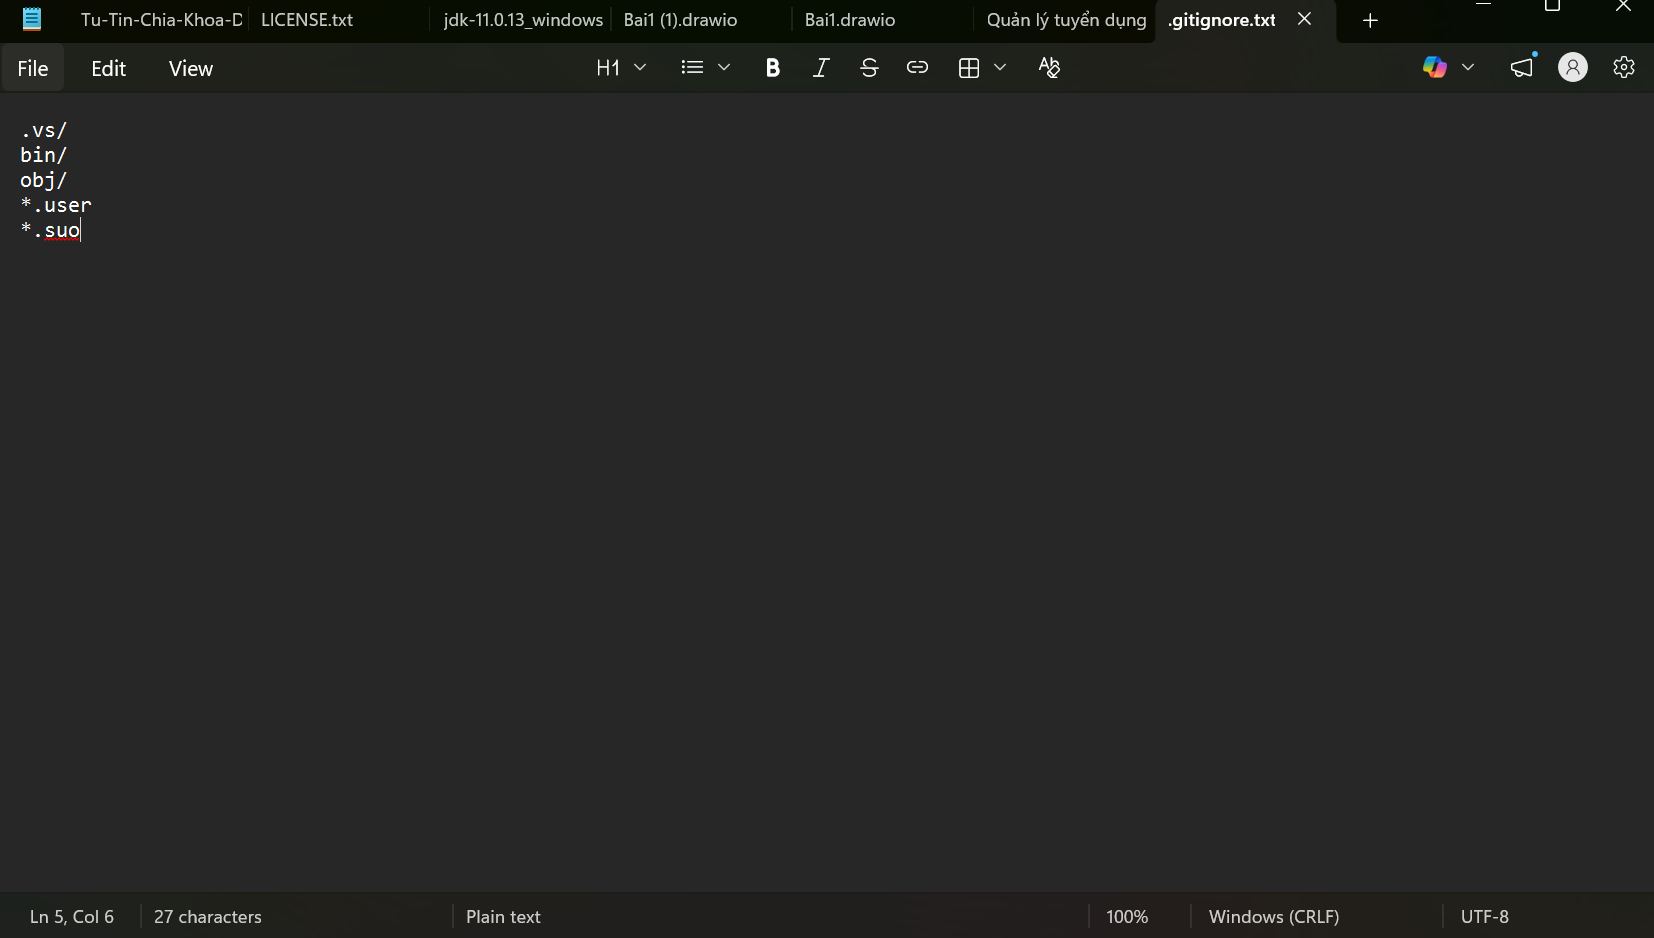 Tu-Tin-Chia-Khoa-D
LICENSE.txt
jdk-11.0.13_windows
Bai1 (1).drawio
Bai1.drawio
Quản lý tuyển dụng
.gitignore.txt
File
Edit
View
H1
B
I
S
.vs/
bin/
obj/
*.user
*.suo
Ln 5, Col 6
27 characters
Plain text
100%
Windows (CRLF)
UTF-8